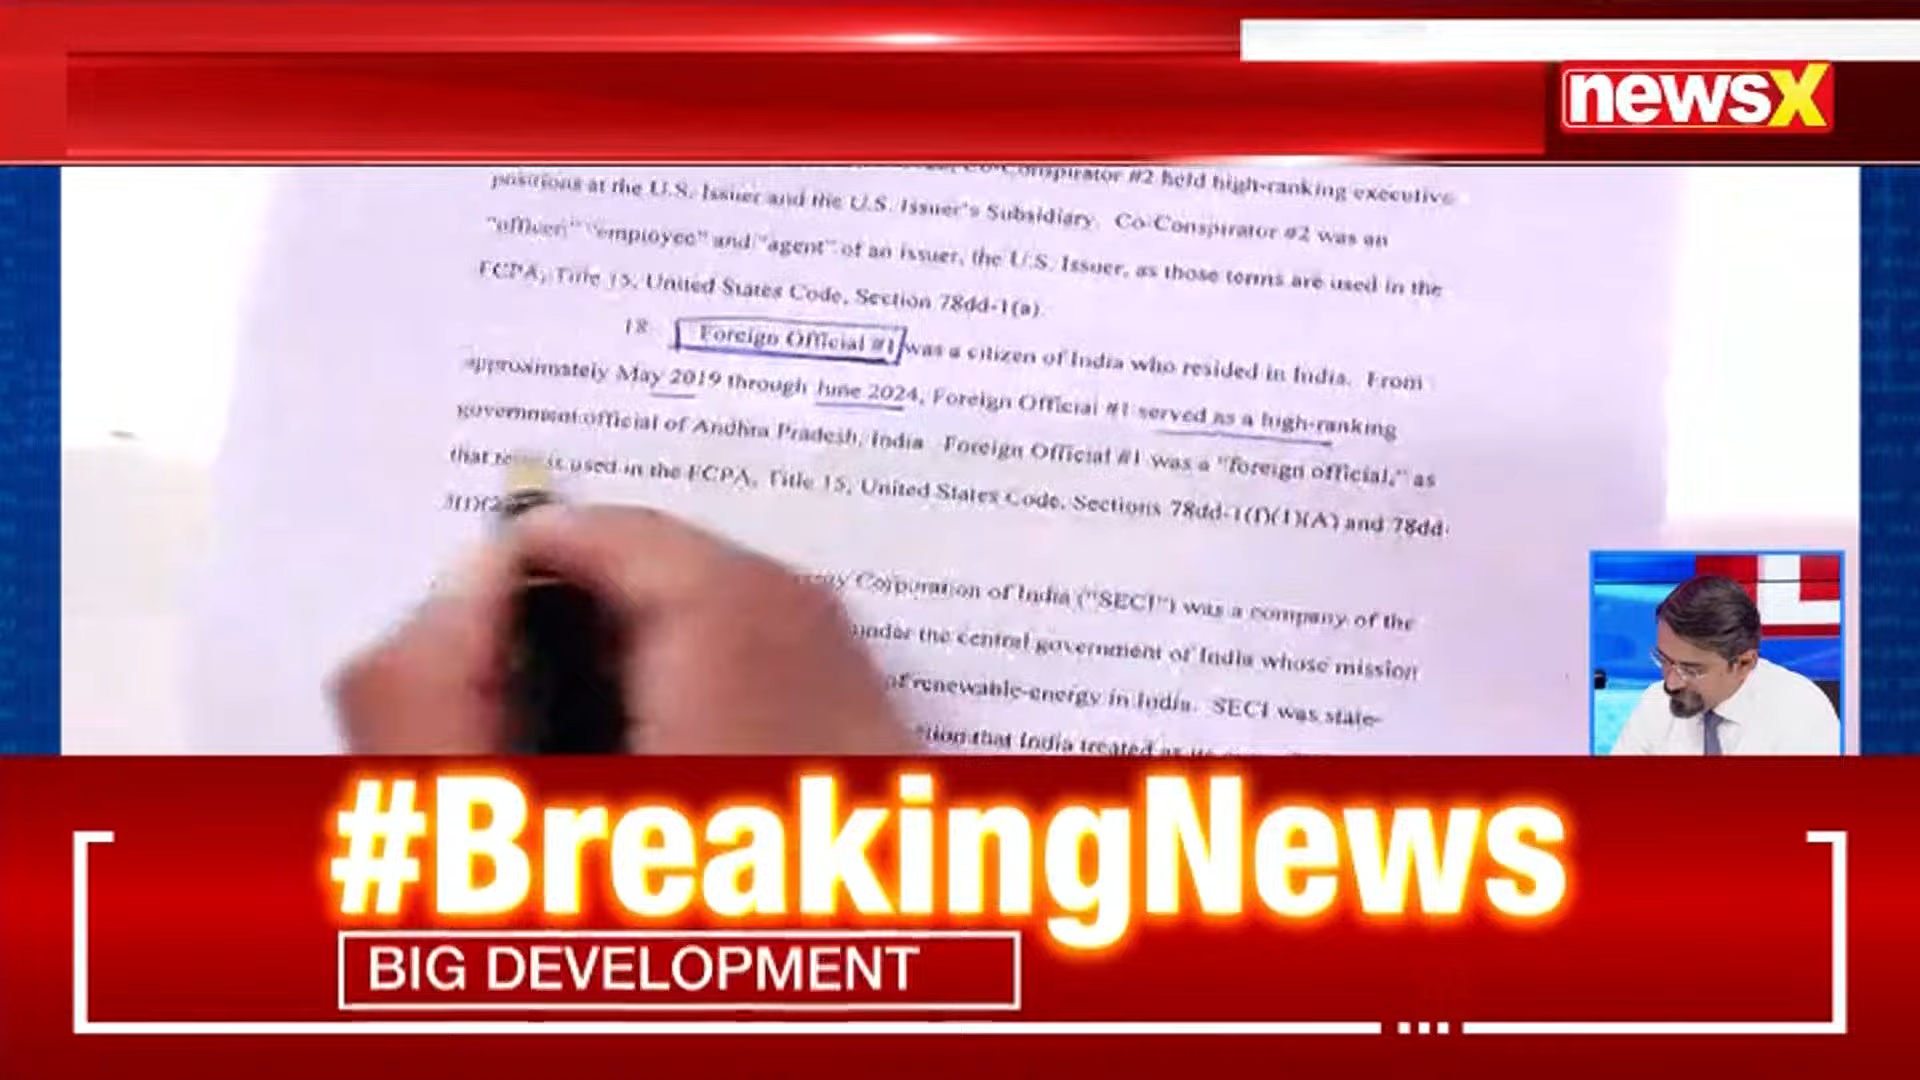 newsX
Co-Conspirator #2 held high-ranking executive
positions at the U.S. Issuer and the U.S. Issuer's Subsidiary. Co-Conspirator #2 was an
"officer," "employee" and "agent" of an issuer, the U.S. Issuer, as those terms are used in the
FCPA, Title 15, United States Code, Section 78dd-1(a)
18. Foreign Official #1 was a citizen of India who resided in India. From
approximately May 2019 through June 2024, Foreign Official #1 served as a high-ranking
government official of Andhra Pradesh, India Foreign Official #1 was a "foreign official," as
that used in the FCPA, Title 15, United States Code, Sections 78dd-1(f)(1)(A) and 78dd-
Corporation of India ("SECI") was a company of the
under the central government of India whose mission
of renewable-energy in India. SECI was state-
that India treated as its
#BreakingNews
BIG DEVELOPMENT